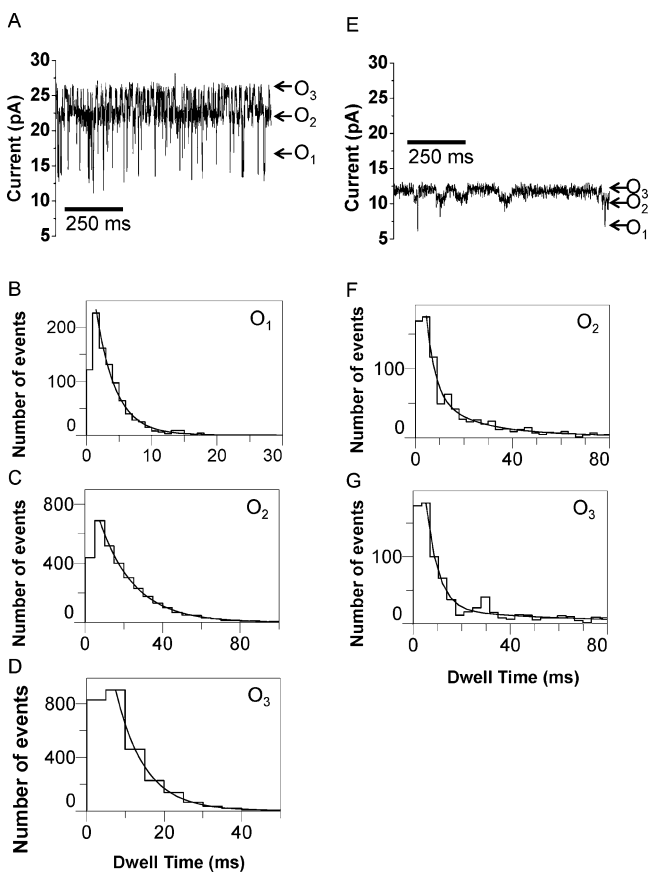 A
Current (pA)
30
25
20
15
10
5
O3
O2
O1
250 ms
E
Current (pA)
30
25
20
15
10
5
250 ms
O3
O2
O1
B
Number of events
200
100
0
O1
0 10 20 30
C
Number of events
800
400
0
O2
0 20 40 60 80 100
D
Number of events
800
400
0
O3
0 20 40
Dwell Time (ms)
F
Number of events
100
0
O2
0 40 80
G
Number of events
100
0
O3
0 40 80
Dwell Time (ms)